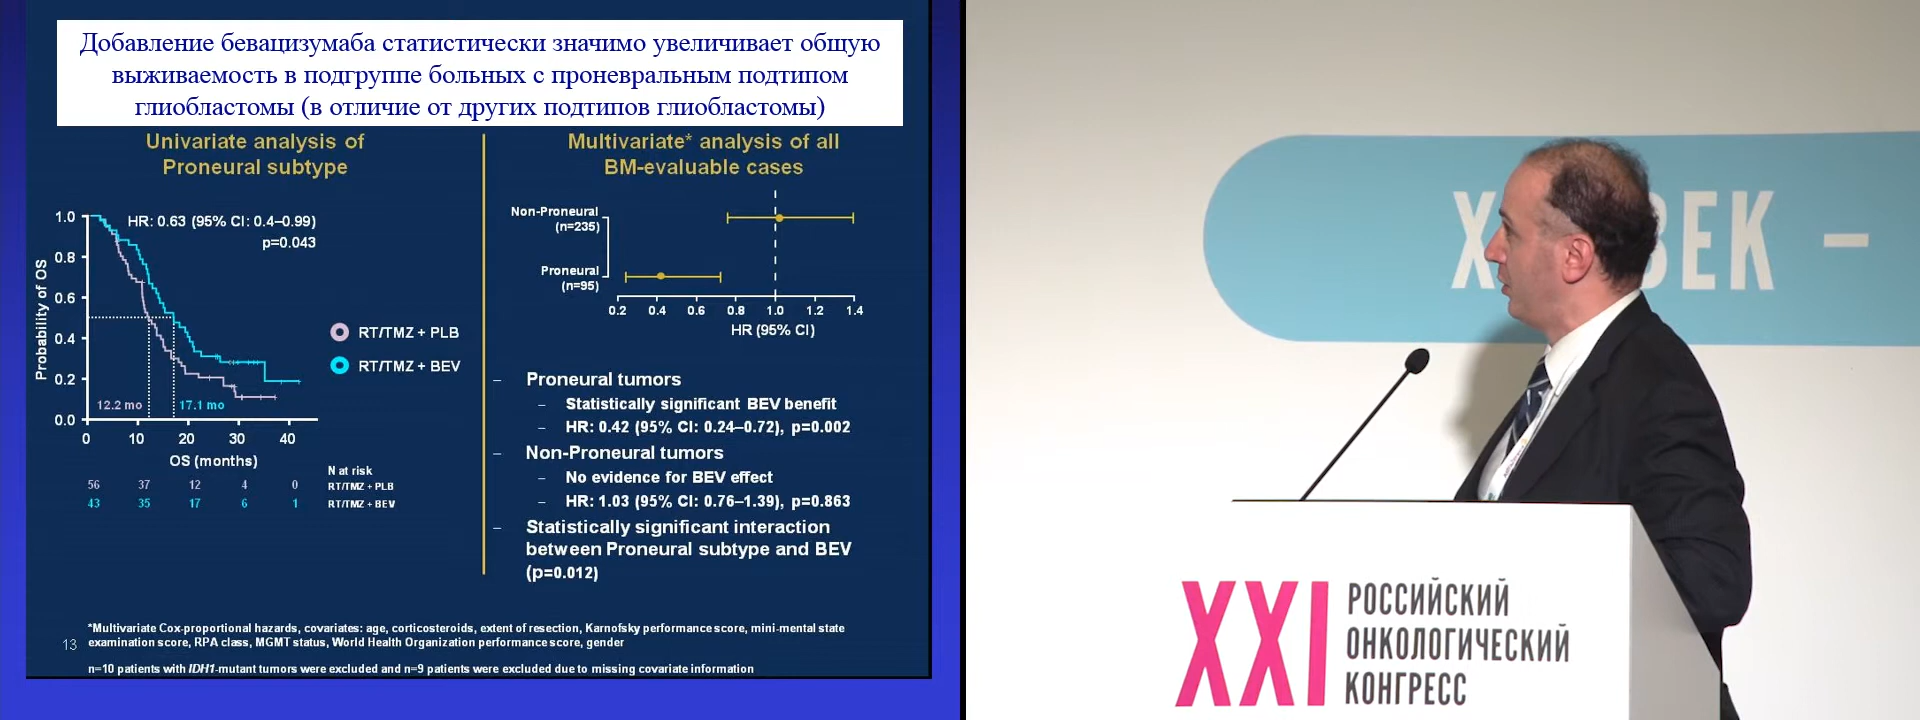 Добавление бевацизумаба статистически значимо увеличивает общую
выживаемость в подгруппе больных с проневральным подтипом
глиобластомы (в отличие от других подтипов глиобластомы)
Univariate analysis of
Proneural subtype
HR: 0.63 (95% CI: 0.4–0.99)
p=0.043
Probability of OS
1.0
0.8
0.6
0.4
0.2
0.0
12.2 mo
17.1 mo
0 10 20 30 40
OS (months)
RT/TMZ + PLB
RT/TMZ + BEV
N at risk
56 37 12 4 0 RT/TMZ + PLB
43 35 17 6 1 RT/TMZ + BEV
Multivariate* analysis of all
BM-evaluable cases
Non-Proneural
(n=235)
Proneural
(n=95)
0.2 0.4 0.6 0.8 1.0 1.2 1.4
HR (95% CI)
– Proneural tumors
– Statistically significant BEV benefit
– HR: 0.42 (95% CI: 0.24–0.72), p=0.002
– Non-Proneural tumors
– No evidence for BEV effect
– HR: 1.03 (95% CI: 0.76–1.39), p=0.863
– Statistically significant interaction
between Proneural subtype and BEV
(p=0.012)
13
*Multivariate Cox-proportional hazards, covariates: age, corticosteroids, extent of resection, Karnofsky performance score, mini-mental state
examination score, RPA class, MGMT status, World Health Organization performance score, gender
n=10 patients with IDH1-mutant tumors were excluded and n=9 patients were excluded due to missing covariate information
ВЕК –
XXI
РОССИЙСКИЙ
ОНКОЛОГИЧЕСКИЙ
КОНГРЕСС